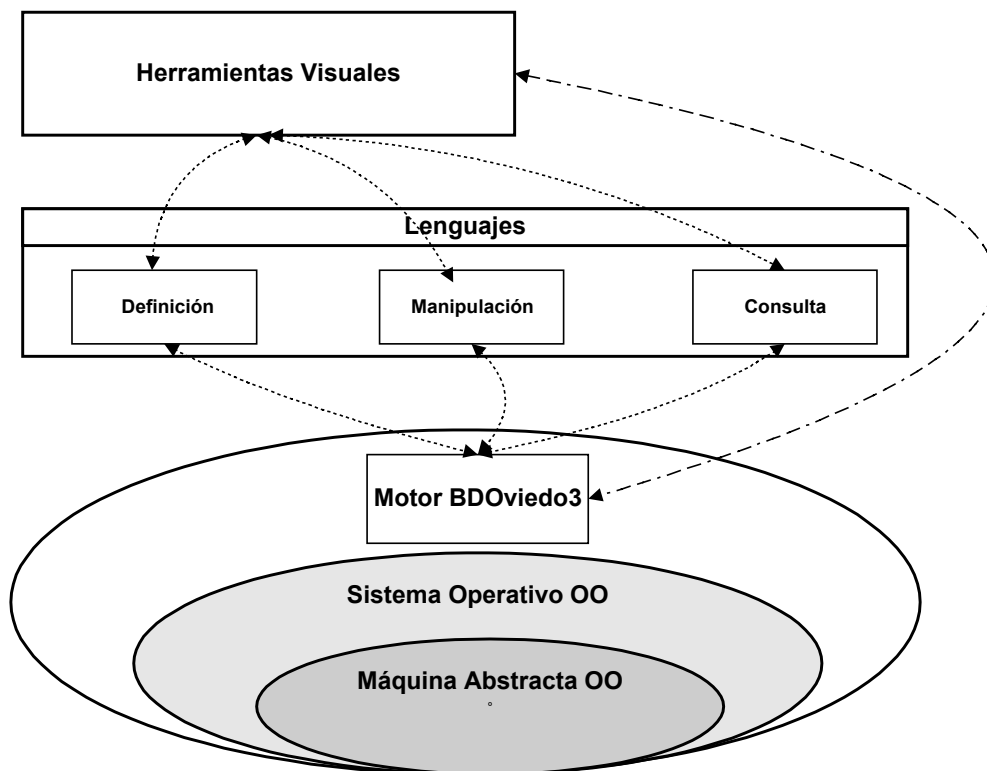 Herramientas Visuales
Lenguajes
Definición
Manipulación
Consulta
Motor BDOviedo3
Sistema Operativo OO
Máquina Abstracta OO